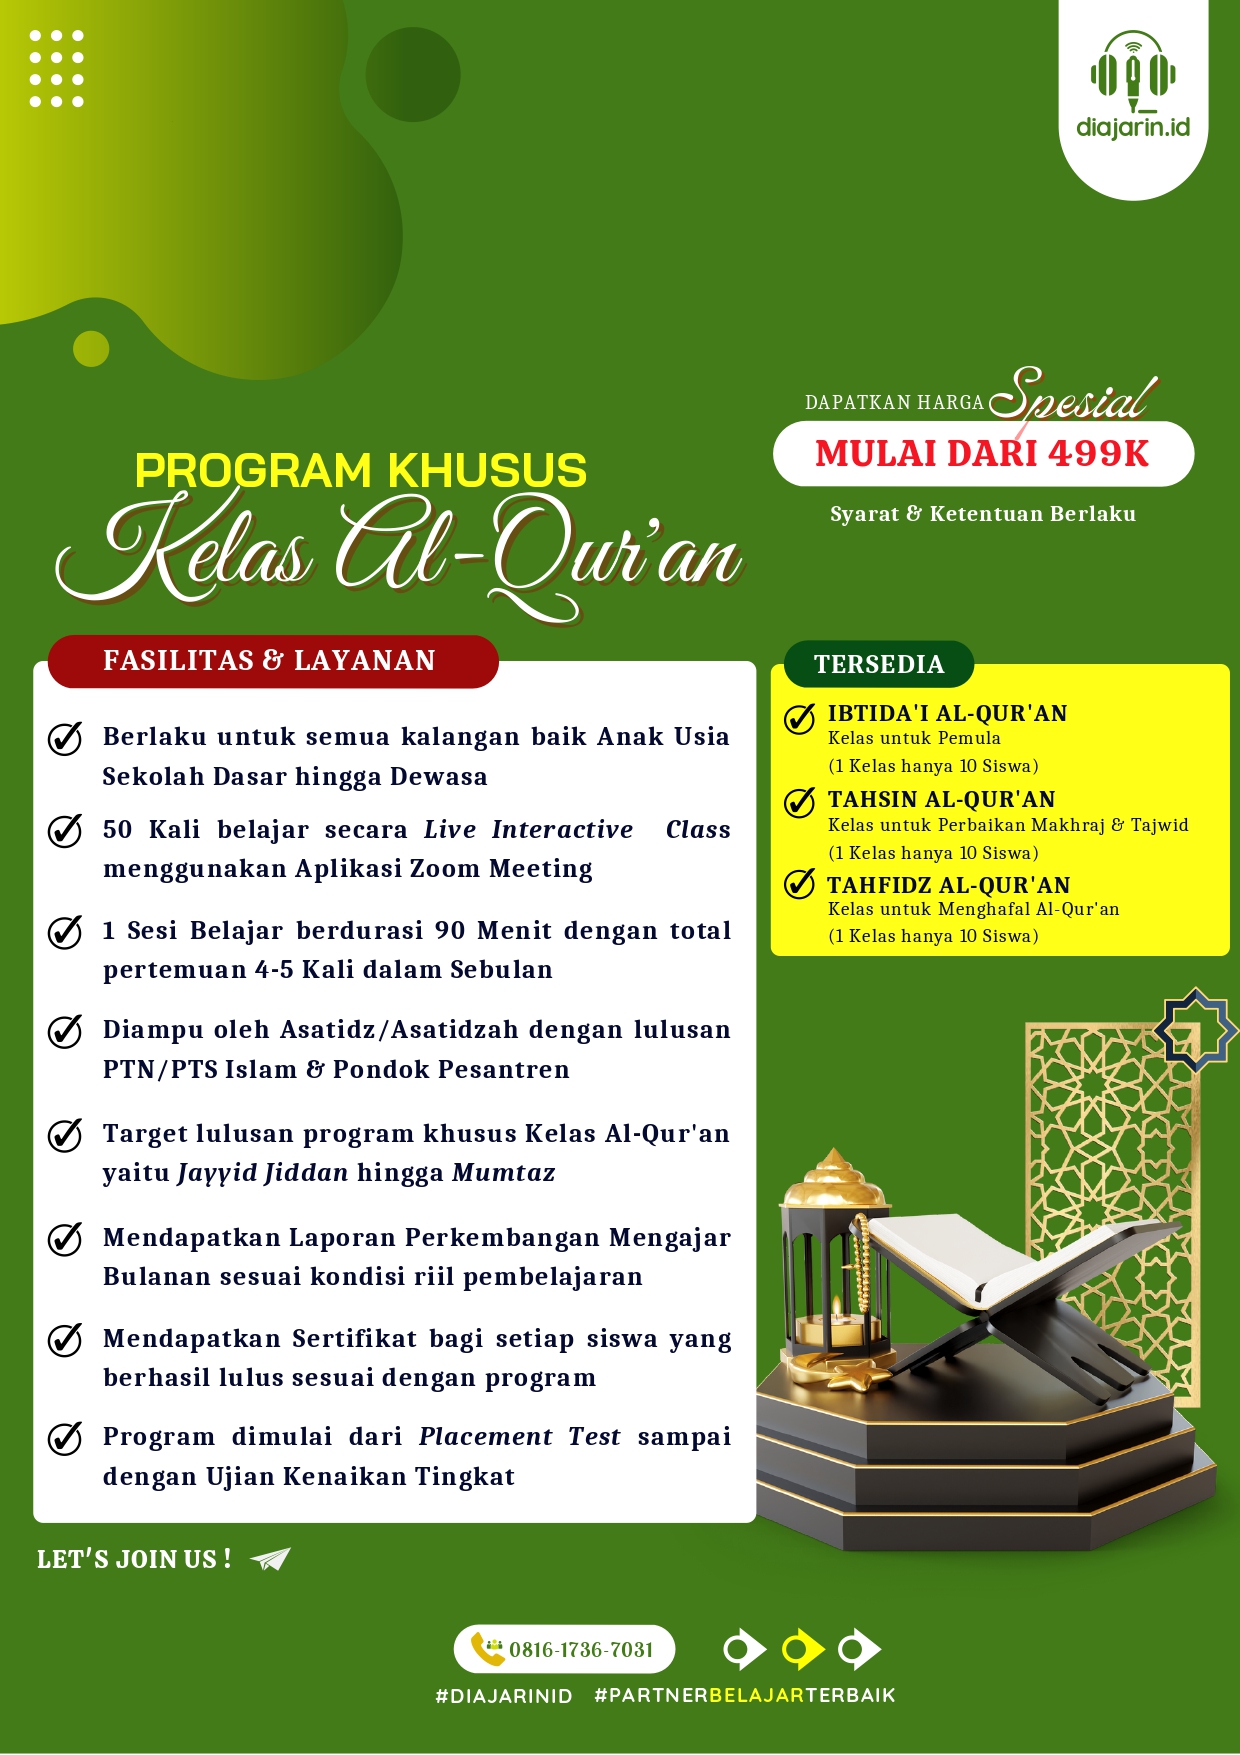 diajarin.id
DAPATKAN HARGA Spesial
MULAI DARI 499K
Syarat & Ketentuan Berlaku
PROGRAM KHUSUS
Kelas Al-Qur'an
FASILITAS & LAYANAN
Berlaku untuk semua kalangan baik Anak Usia
Sekolah Dasar hingga Dewasa
50 Kali belajar secara Live Interactive Class
menggunakan Aplikasi Zoom Meeting
1 Sesi Belajar berdurasi 90 Menit dengan total
pertemuan 4-5 Kali dalam Sebulan
Diampu oleh Asatidz/Asatidzah dengan lulusan
PTN/PTS Islam & Pondok Pesantren
Target lulusan program khusus Kelas Al-Qur'an
yaitu Jayyid Jiddan hingga Mumtaz
Mendapatkan Laporan Perkembangan Mengajar
Bulanan sesuai kondisi riil pembelajaran
Mendapatkan Sertifikat bagi setiap siswa yang
berhasil lulus sesuai dengan program
Program dimulai dari Placement Test sampai
dengan Ujian Kenaikan Tingkat
TERSEDIA
IBTIDA'I AL-QUR'AN
Kelas untuk Pemula
(1 Kelas hanya 10 Siswa)
TAHSIN AL-QUR'AN
Kelas untuk Perbaikan Makhraj & Tajwid
(1 Kelas hanya 10 Siswa)
TAHFIDZ AL-QUR'AN
Kelas untuk Menghafal Al-Qur'an
(1 Kelas hanya 10 Siswa)
LET'S JOIN US !
0816-1736-7031
#DIAJARINID #PARTNERBELAJARTERBAIK